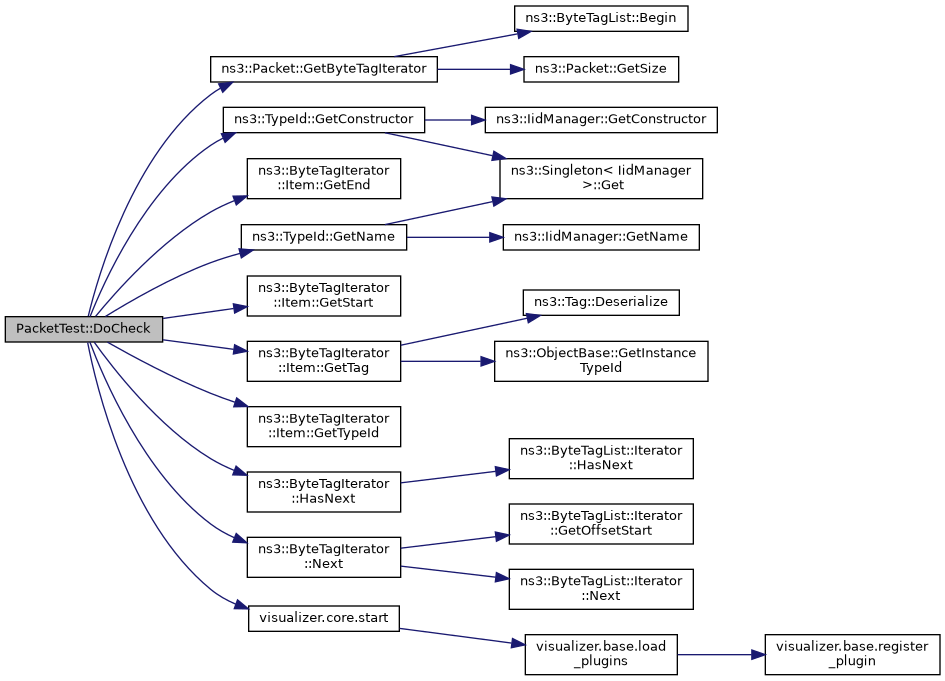 PacketTest::DoCheck
ns3::Packet::GetByteTagIterator
ns3::ByteTagList::Begin
ns3::Packet::GetSize
ns3::TypeId::GetConstructor
ns3::IidManager::GetConstructor
ns3::Singleton< IidManager
>::Get
ns3::ByteTagIterator
::Item::GetEnd
ns3::TypeId::GetName
ns3::IidManager::GetName
ns3::ByteTagIterator
::Item::GetStart
ns3::ByteTagIterator
::Item::GetTag
ns3::Tag::Deserialize
ns3::ObjectBase::GetInstance
TypeId
ns3::ByteTagIterator
::Item::GetTypeId
ns3::ByteTagIterator
::HasNext
ns3::ByteTagList::Iterator
::HasNext
ns3::ByteTagIterator
::Next
ns3::ByteTagList::Iterator
::GetOffsetStart
ns3::ByteTagList::Iterator
::Next
visualizer.core.start
visualizer.base.load
_plugins
visualizer.base.register
_plugin